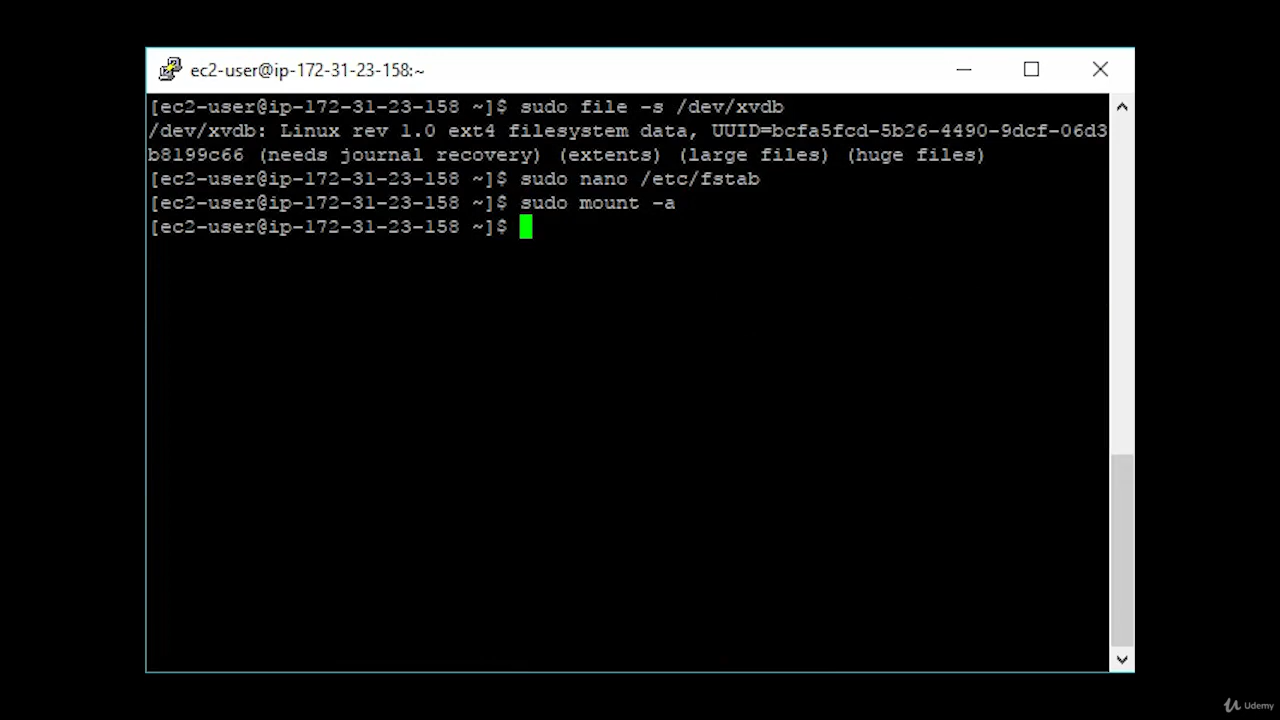 ec2-user@ip-172-31-23-158:~
[ec2-user@ip-172-31-23-158 ~]$ sudo file -s /dev/xvdb
/dev/xvdb: Linux rev 1.0 ext4 filesystem data, UUID=bcfa5fcd-5b26-4490-9dcf-06d3
b8199c66 (needs journal recovery) (extents) (large files) (huge files)
[ec2-user@ip-172-31-23-158 ~]$ sudo nano /etc/fstab
[ec2-user@ip-172-31-23-158 ~]$ sudo mount -a
[ec2-user@ip-172-31-23-158 ~]$
Udemy